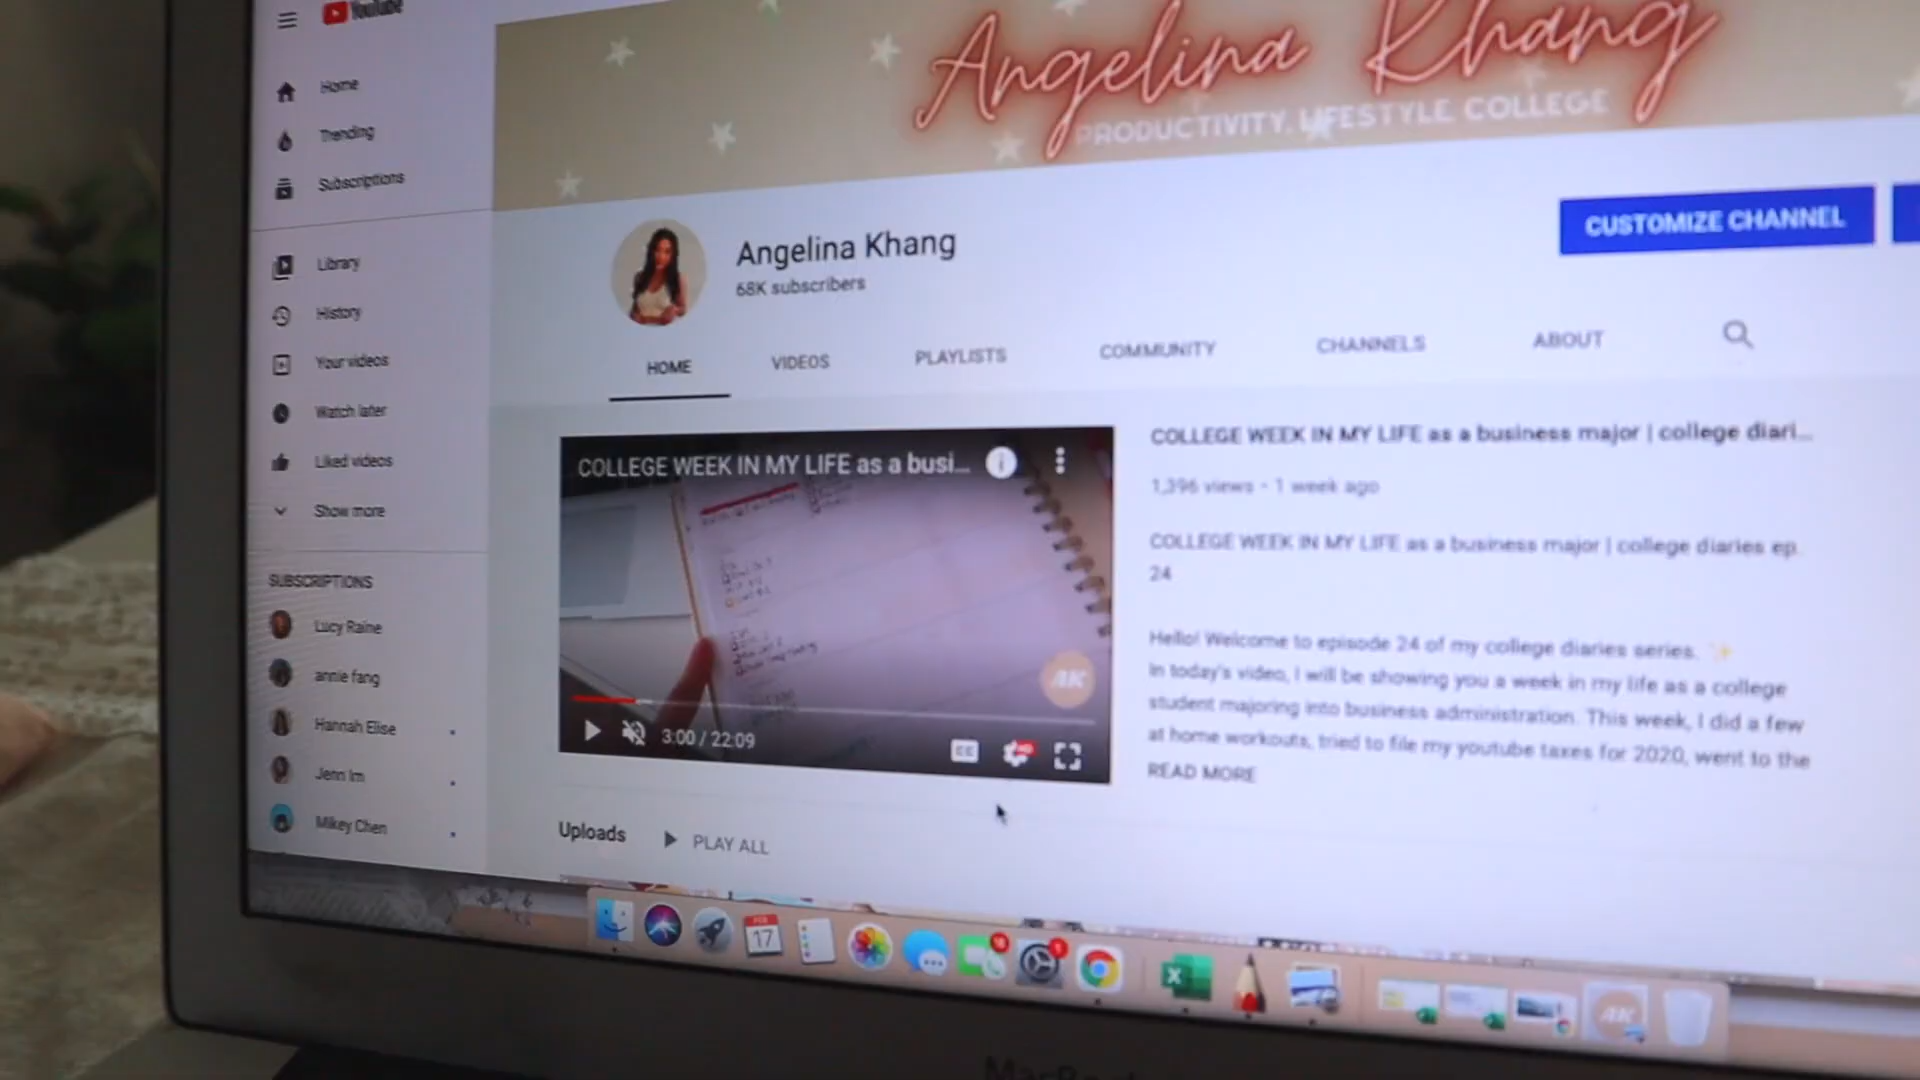 YouTube
Angelina Khang
PRODUCTIVITY. LIFESTYLE COLLEGE
Home
Trending
Subscriptions
Library
History
Your videos
Watch later
Liked videos
Show more
SUBSCRIPTIONS
Lucy Raine
annie fang
Hannah Elise
Jenn Im
Mikey Chen
Angelina Khang
68K subscribers
CUSTOMIZE CHANNEL
HOME VIDEOS PLAYLISTS COMMUNITY CHANNELS ABOUT
COLLEGE WEEK IN MY LIFE as a busi...
AK
3:00 / 22:09
CC
HD
COLLEGE WEEK IN MY LIFE as a business major | college diari...
1,396 views • 1 week ago
COLLEGE WEEK IN MY LIFE as a business major | college diaries ep.
24
Hello! Welcome to episode 24 of my college diaries series. ✨
In today's video, I will be showing you a week in my life as a college
student majoring into business administration. This week, I did a few
at home workouts, tried to file my youtube taxes for 2020, went to the
READ MORE
Uploads PLAY ALL
FEB
17
AK